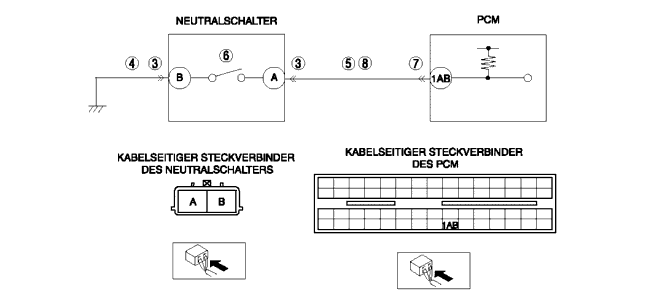 NEUTRALSCHALTER
PCM
④ ③ B ⑥ A ③ ⑤ ⑧ ⑦ 1AB
KABELSEITIGER STECKVERBINDER
DES NEUTRALSCHALTERS
A B
KABELSEITIGER STECKVERBINDER
DES PCM
1AB